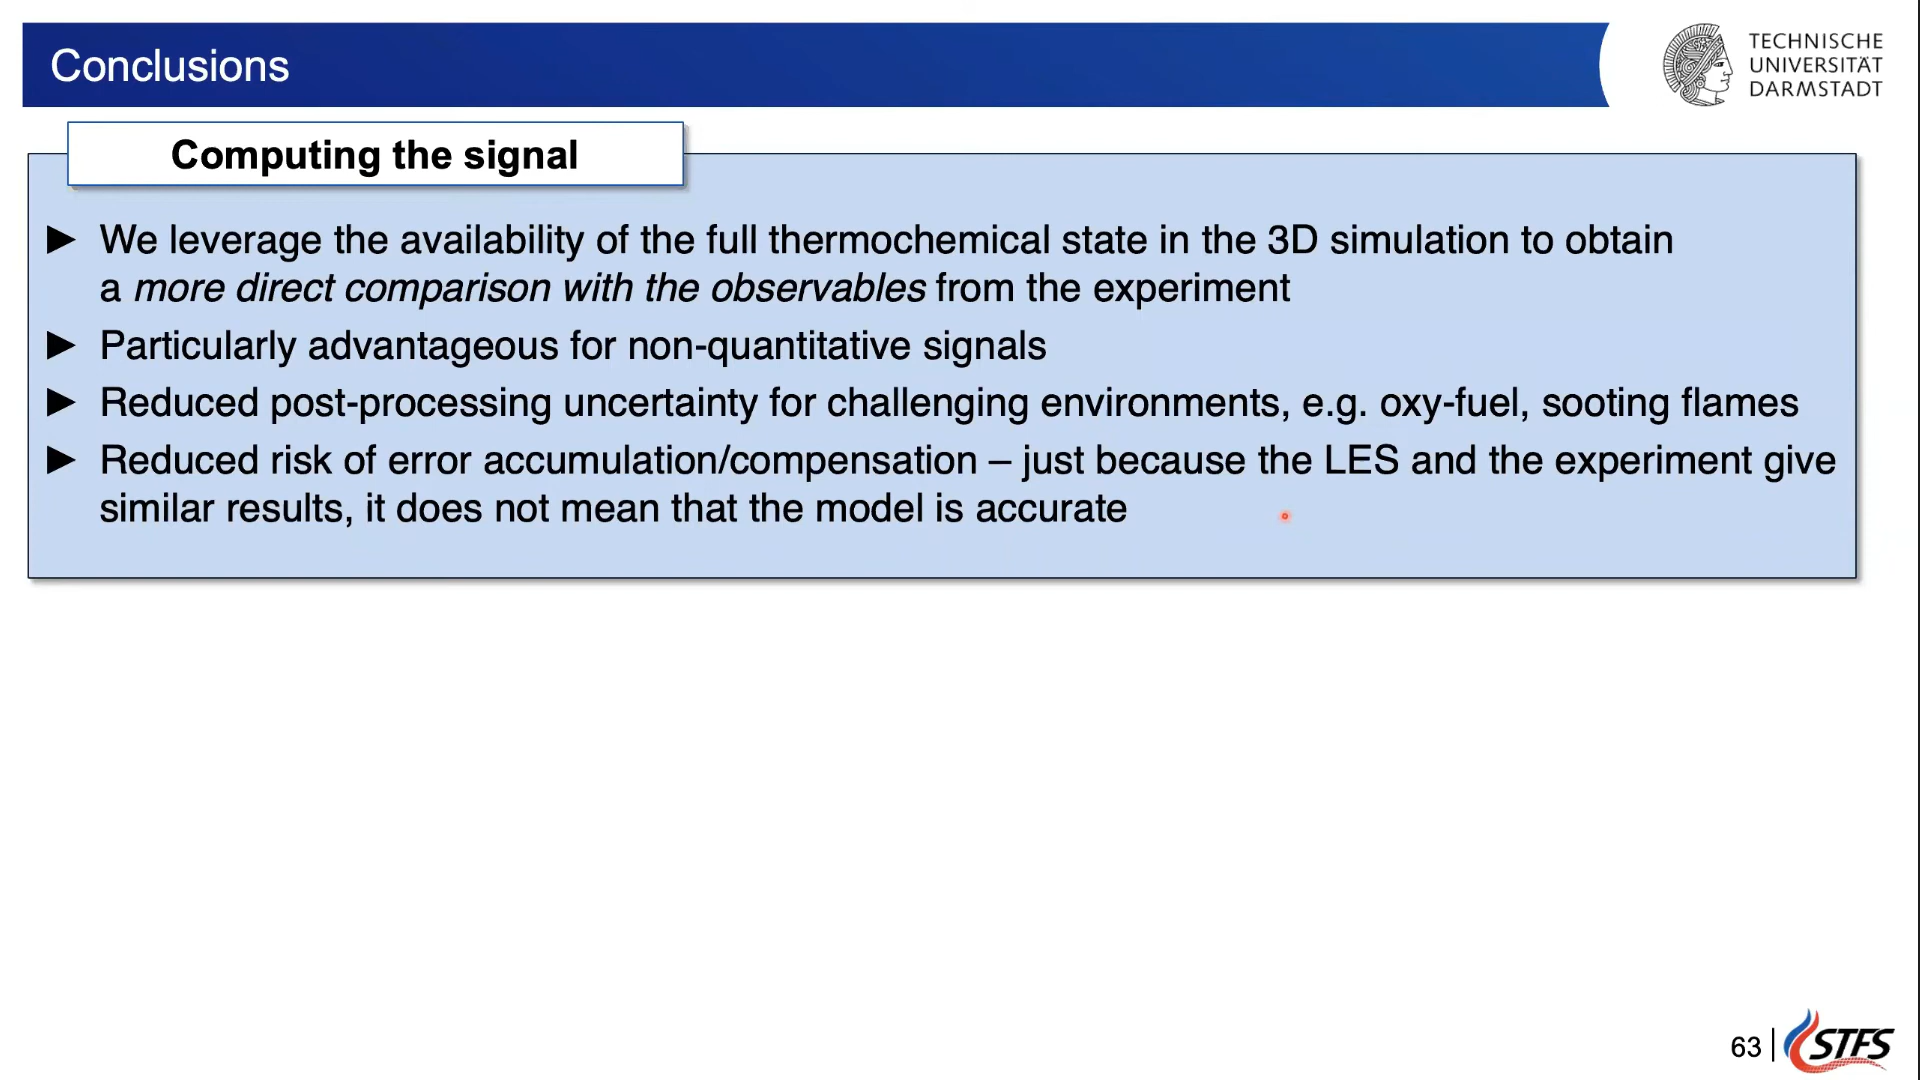 Conclusions
TECHNISCHE
UNIVERSITÄT
DARMSTADT
Computing the signal
▶ We leverage the availability of the full thermochemical state in the 3D simulation to obtain
a more direct comparison with the observables from the experiment
▶ Particularly advantageous for non-quantitative signals
▶ Reduced post-processing uncertainty for challenging environments, e.g. oxy-fuel, sooting flames
▶ Reduced risk of error accumulation/compensation – just because the LES and the experiment give
similar results, it does not mean that the model is accurate
63 | STFS